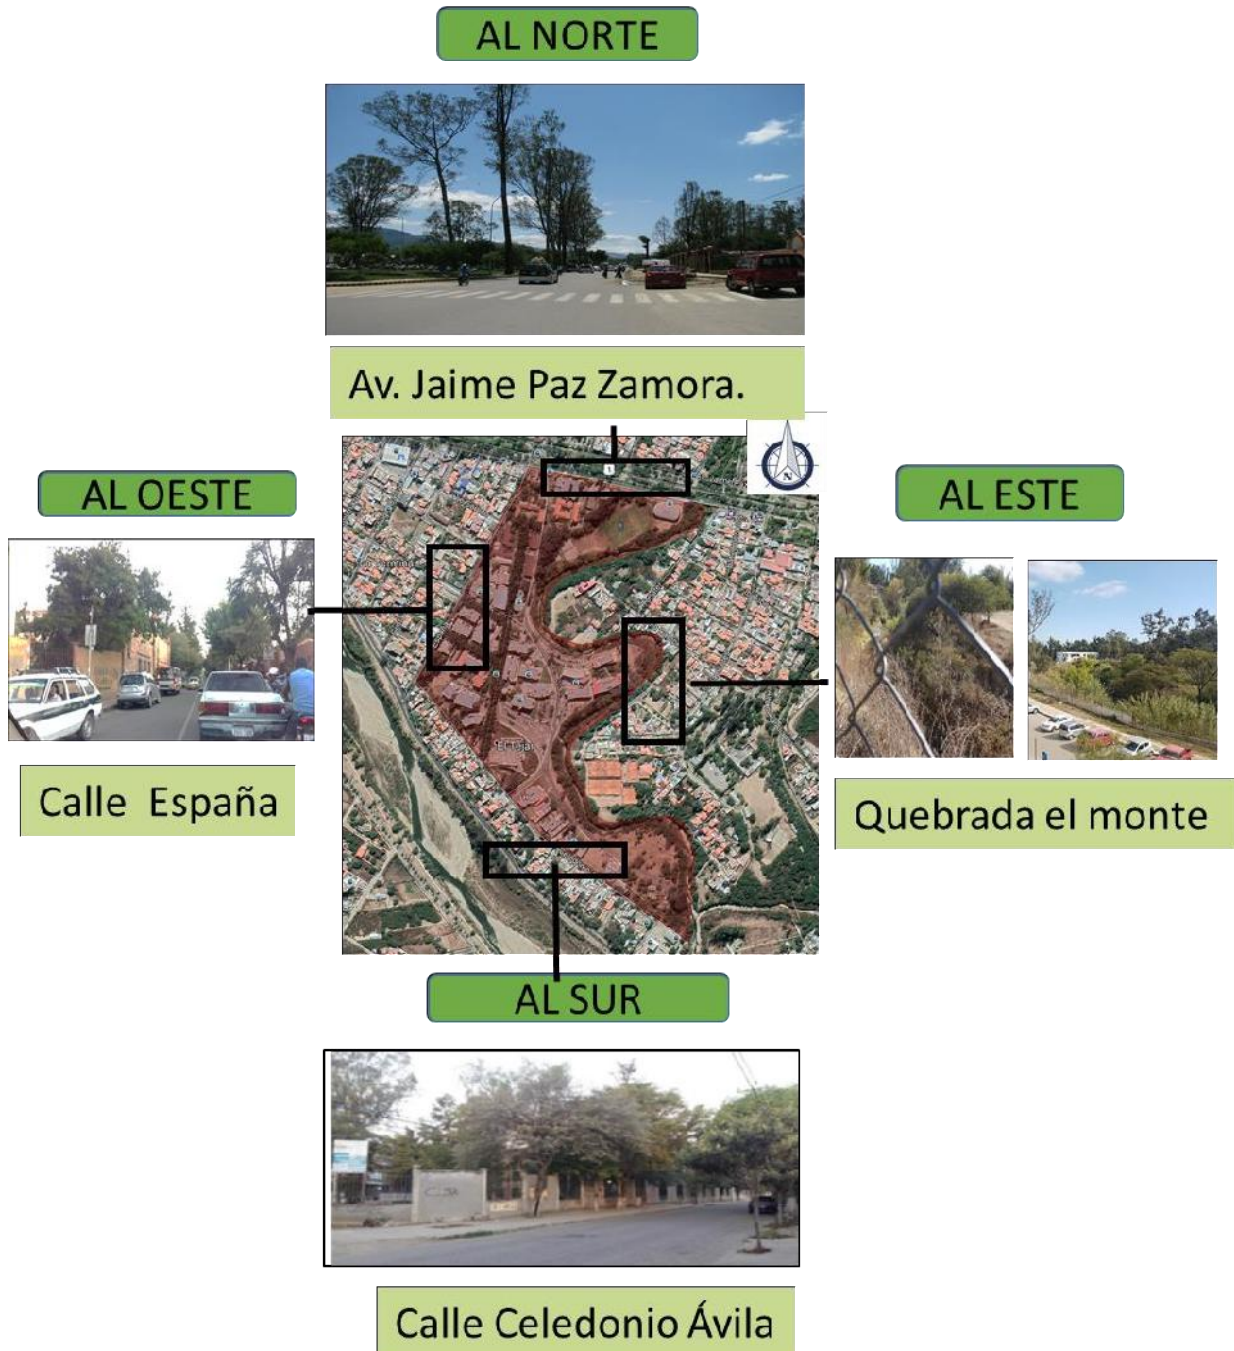 AL NORTE
Av. Jaime Paz Zamora.
1
N
AL OESTE
AL ESTE
Calle España
Quebrada el monte
AL SUR
Calle Celedonio Ávila